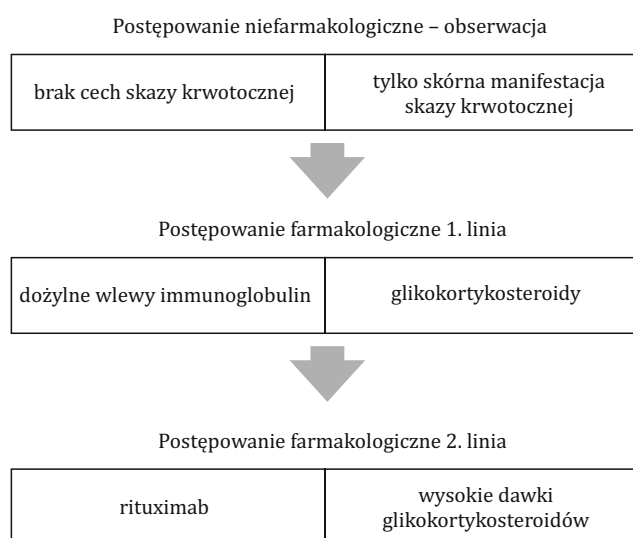 Postępowanie niefarmakologiczne – obserwacja
brak cech skazy krwotocznej
tylko skórna manifestacja
skazy krwotocznej
Postępowanie farmakologiczne 1. linia
dożylne wlewy immunoglobulin
glikokortykosteroidy
Postępowanie farmakologiczne 2. linia
rituximab
wysokie dawki
glikokortykosteroidów